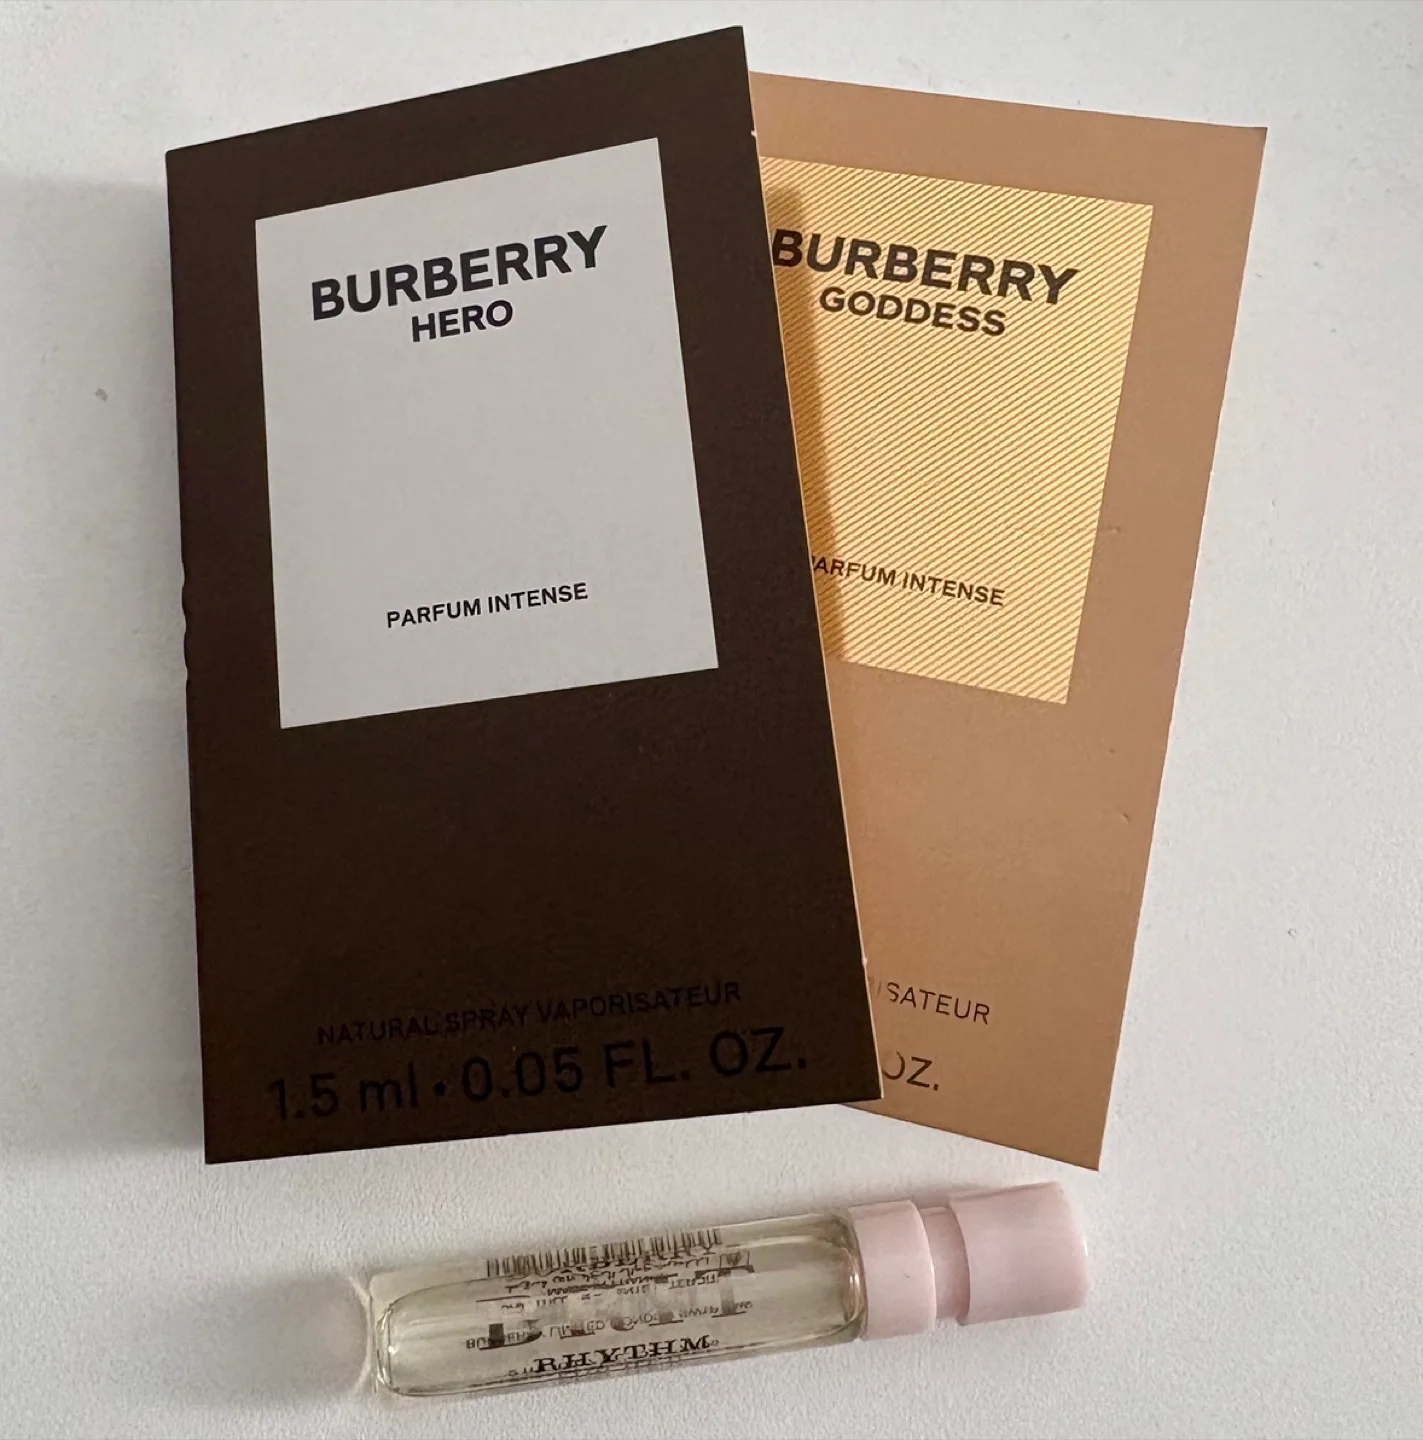 BURBERRY
HERO
PARFUM INTENSE
NATURAL SPRAY VAPORISATEUR
1.5 ml • 0.05 FL. OZ.
BURBERRY
GODDESS
PARFUM INTENSE
OZ.
RHYTHM